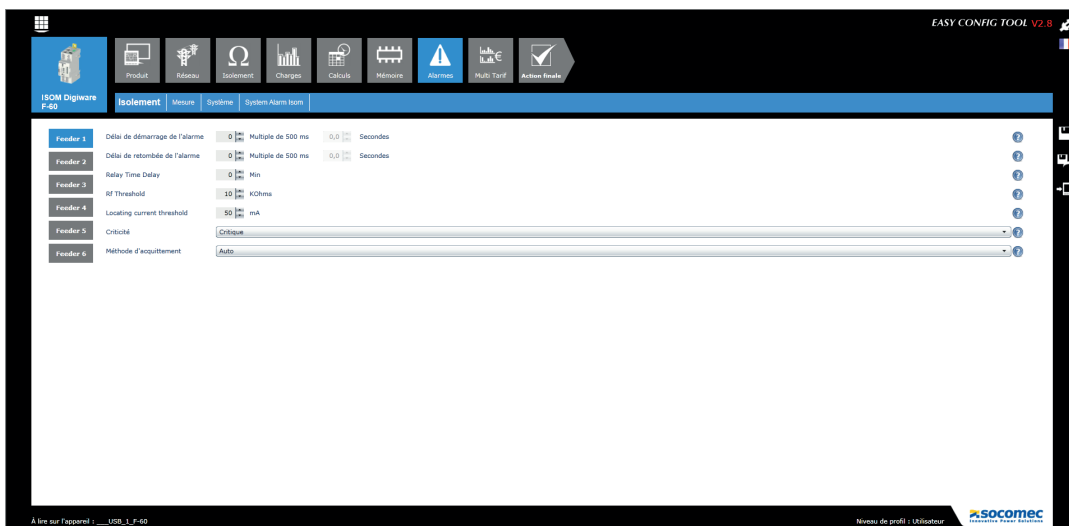 EASY CONFIG TOOL V2.8
Produit
Réseau
Isolement
Charges
Calculs
Mémoire
Alarmes
Multi Tarif
Action finale
ISOM Digiware
F-60
Isolement
Mesure
Système
System Alarm Isom
Feeder 1
Feeder 2
Feeder 3
Feeder 4
Feeder 5
Feeder 6
Délai de démarrage de l'alarme 0 Multiple de 500 ms 0,0 Secondes ?
Délai de retombée de l'alarme 0 Multiple de 500 ms 0,0 Secondes ?
Relay Time Delay 0 Min ?
Rf Threshold 10 KOhms ?
Locating current threshold 50 mA ?
Criticité Critique ?
Méthode d'acquittement Auto ?
À lire sur l'appareil : ___USB_1_F-60
Niveau de profil : Utilisateur
socomec
Innovative Power Solutions